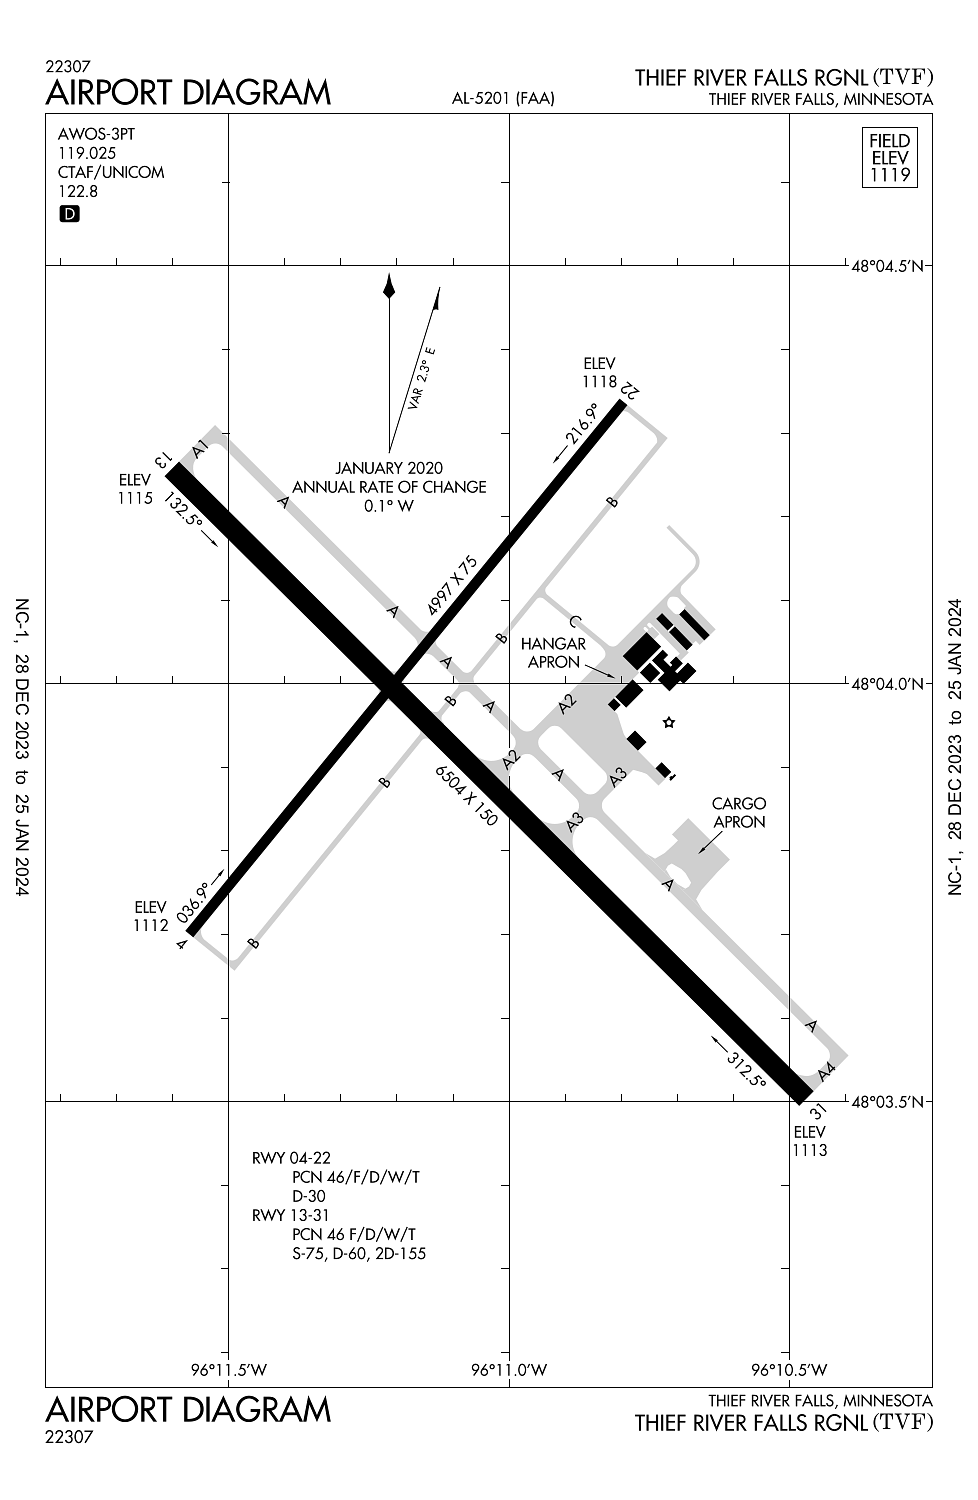 22307
AIRPORT DIAGRAM
AL-5201 (FAA)
THIEF RIVER FALLS RGNL (TVF)
THIEF RIVER FALLS, MINNESOTA
AWOS-3PT
119.025
CTAF/UNICOM
122.8
D
FIELD
ELEV
1119
48°04.5'N
VAR 2.3° E
JANUARY 2020
ANNUAL RATE OF CHANGE
0.1° W
ELEV
1118
22
216.9°
13
A1
ELEV
1115
132.5°
A
B
4997 X 75
A
C
B
HANGAR
APRON
A
48°04.0'N
B
A
A2
A2
A
A3
B
6504 X 150
A3
CARGO
APRON
A
036.9°
ELEV
1112
4
B
A
A4
312.5°
31
ELEV
1113
48°03.5'N
RWY 04-22
PCN 46/F/D/W/T
D-30
RWY 13-31
PCN 46 F/D/W/T
S-75, D-60, 2D-155
96°11.5'W
96°11.0'W
96°10.5'W
NC-1, 28 DEC 2023 to 25 JAN 2024
NC-1, 28 DEC 2023 to 25 JAN 2024
AIRPORT DIAGRAM
22307
THIEF RIVER FALLS, MINNESOTA
THIEF RIVER FALLS RGNL (TVF)